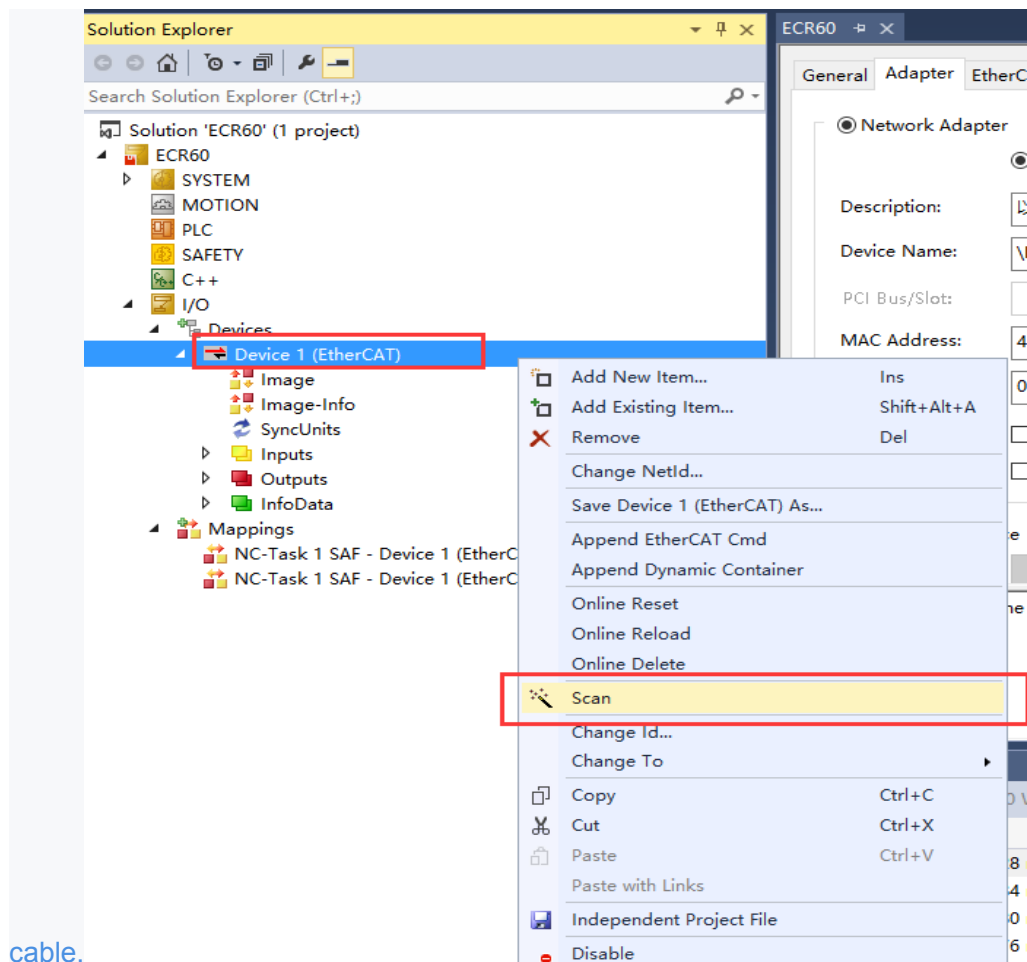 Solution Explorer
ECR60
Search Solution Explorer (Ctrl+;)
General Adapter EtherC
Solution 'ECR60' (1 project)
ECR60
SYSTEM
MOTION
PLC
SAFETY
C++
I/O
Devices
Device 1 (EtherCAT)
Image
Image-Info
SyncUnits
Inputs
Outputs
InfoData
Mappings
NC-Task 1 SAF - Device 1 (EtherC
NC-Task 1 SAF - Device 1 (EtherC
Network Adapter
Description:
Device Name:
PCI Bus/Slot:
MAC Address:
4
0
Add New Item... Ins
Add Existing Item... Shift+Alt+A
Remove Del
Change NetId...
Save Device 1 (EtherCAT) As...
Append EtherCAT Cmd
Append Dynamic Container
Online Reset
Online Reload
Online Delete
Scan
Change Id...
Change To
Copy Ctrl+C
Cut Ctrl+X
Paste Ctrl+V
Paste with Links
Independent Project File
Disable
cable.